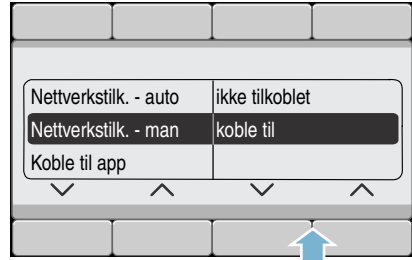 Nettverkstilk. - auto ikke tilkoblet
Nettverkstilk. - man koble til
Koble til app